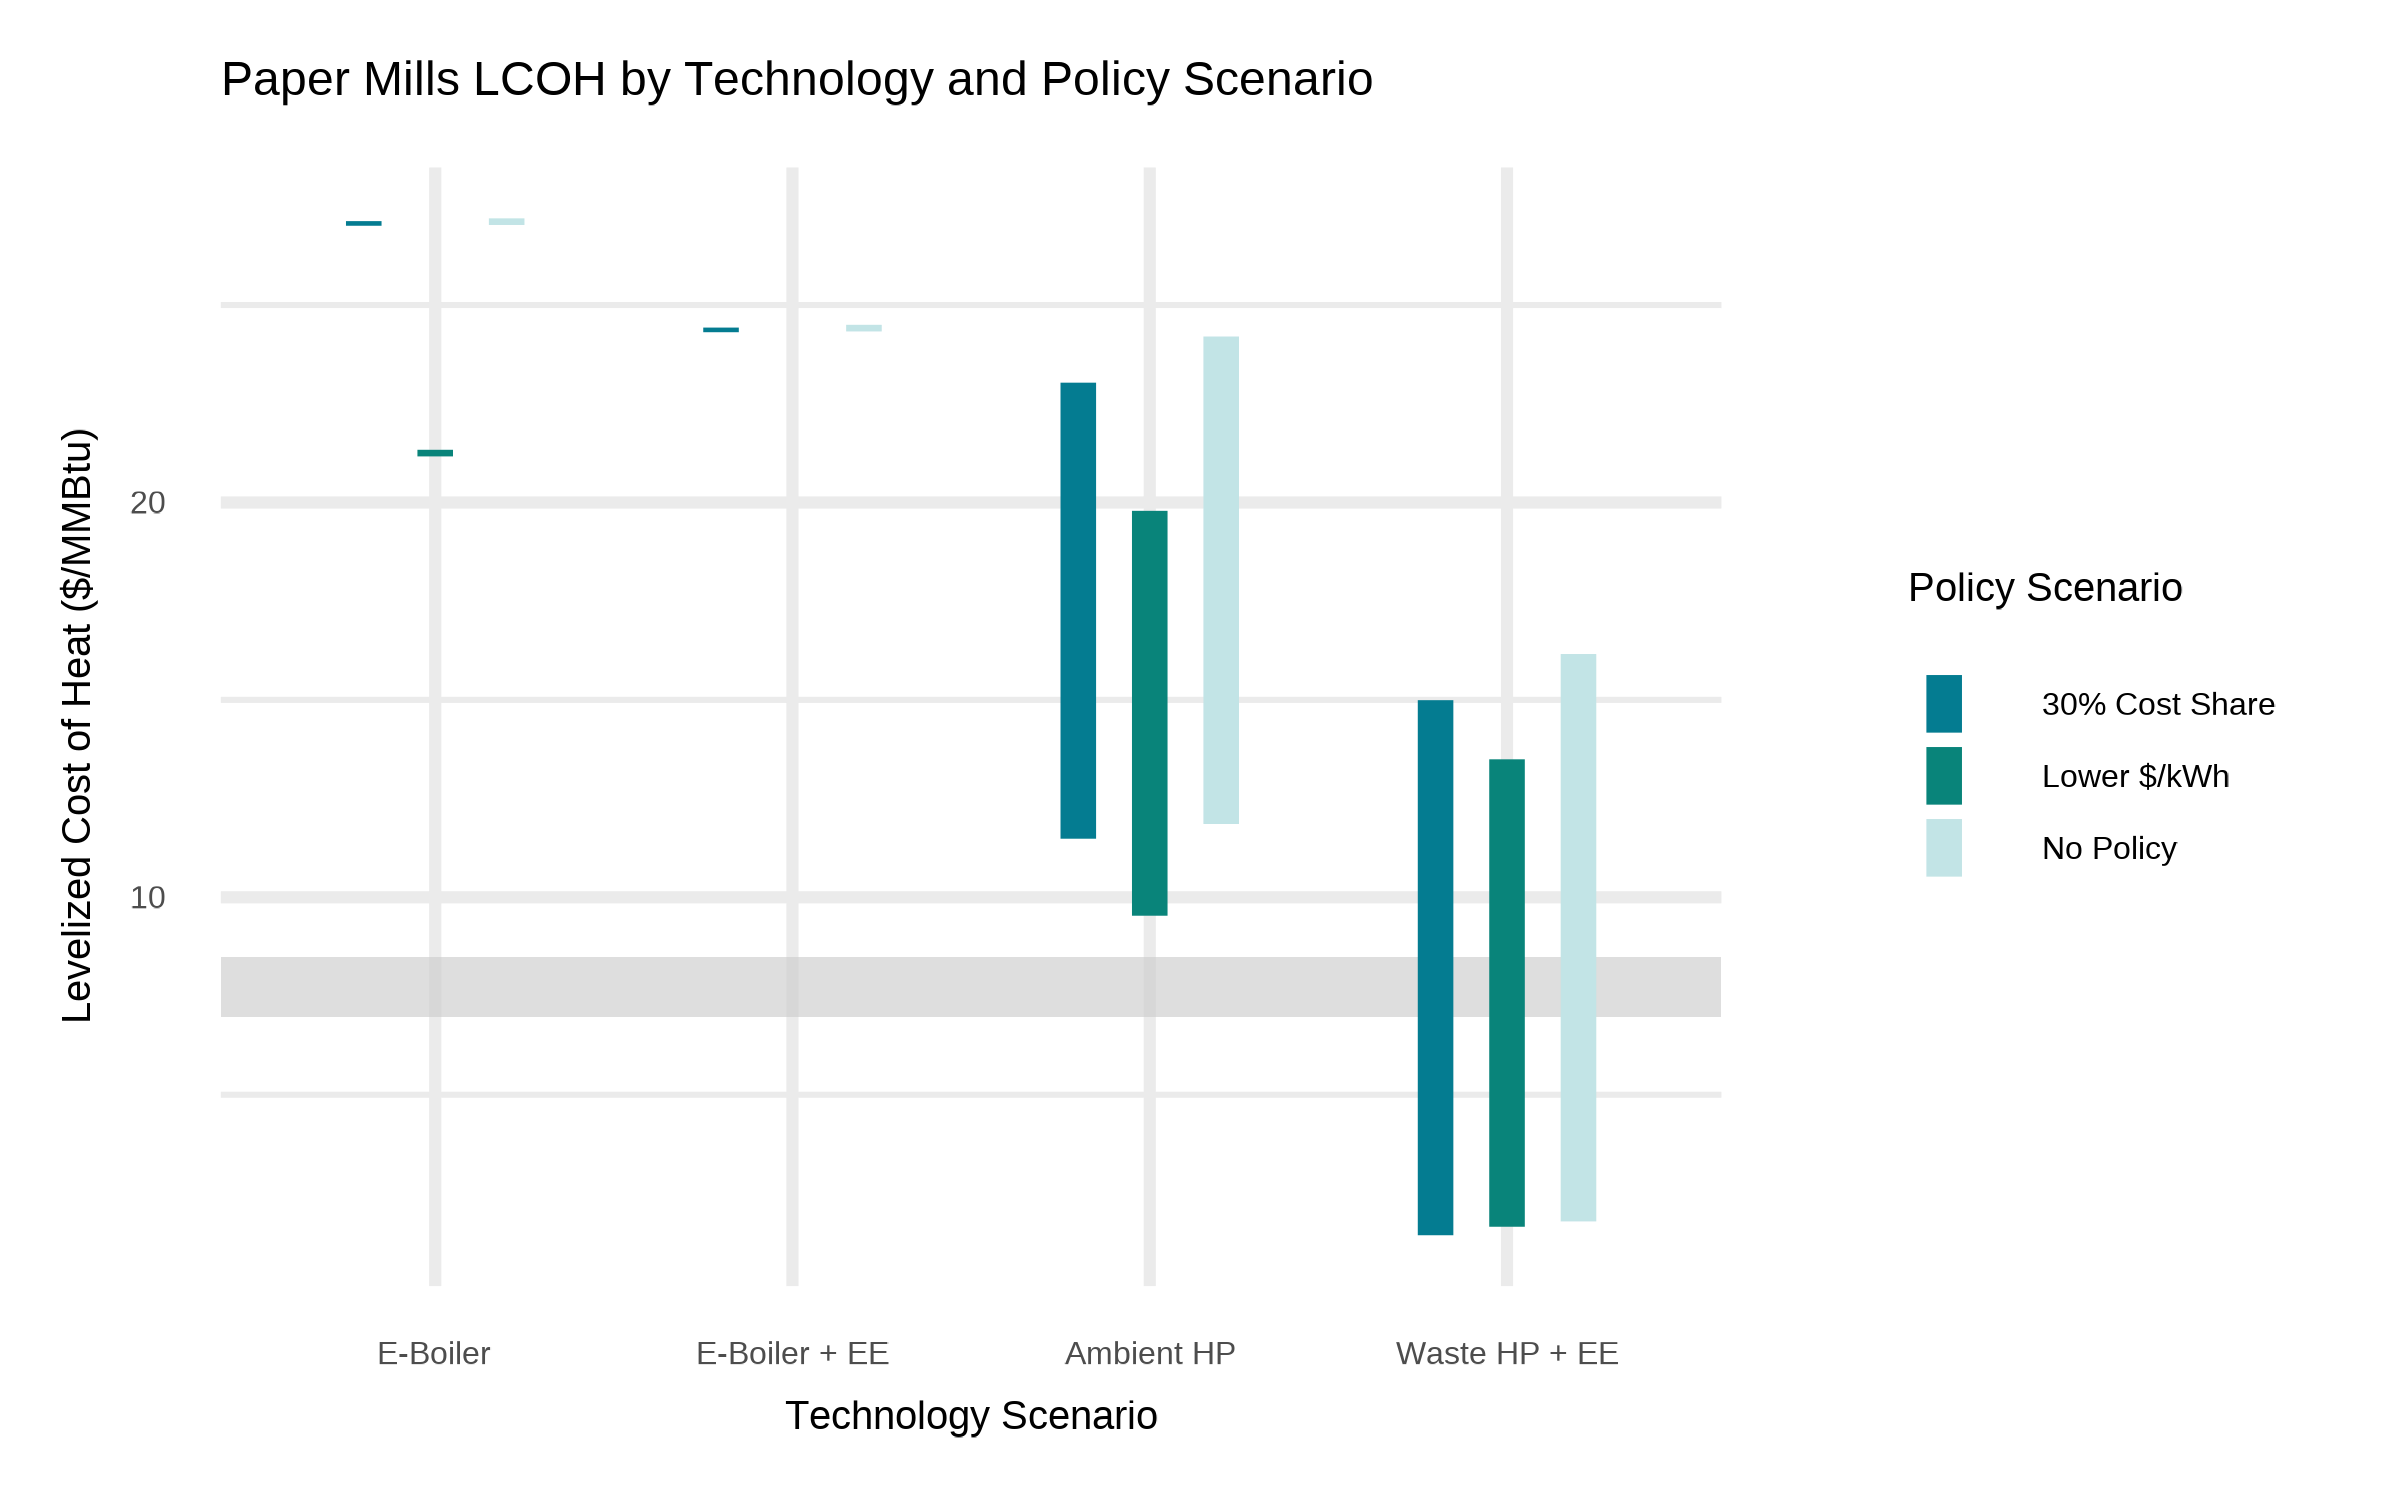 Paper Mills LCOH by Technology and Policy Scenario
Levelized Cost of Heat ($/MMBtu)
20
10
E-Boiler
E-Boiler + EE
Ambient HP
Waste HP + EE
Technology Scenario
Policy Scenario
30% Cost Share
Lower $/kWh
No Policy